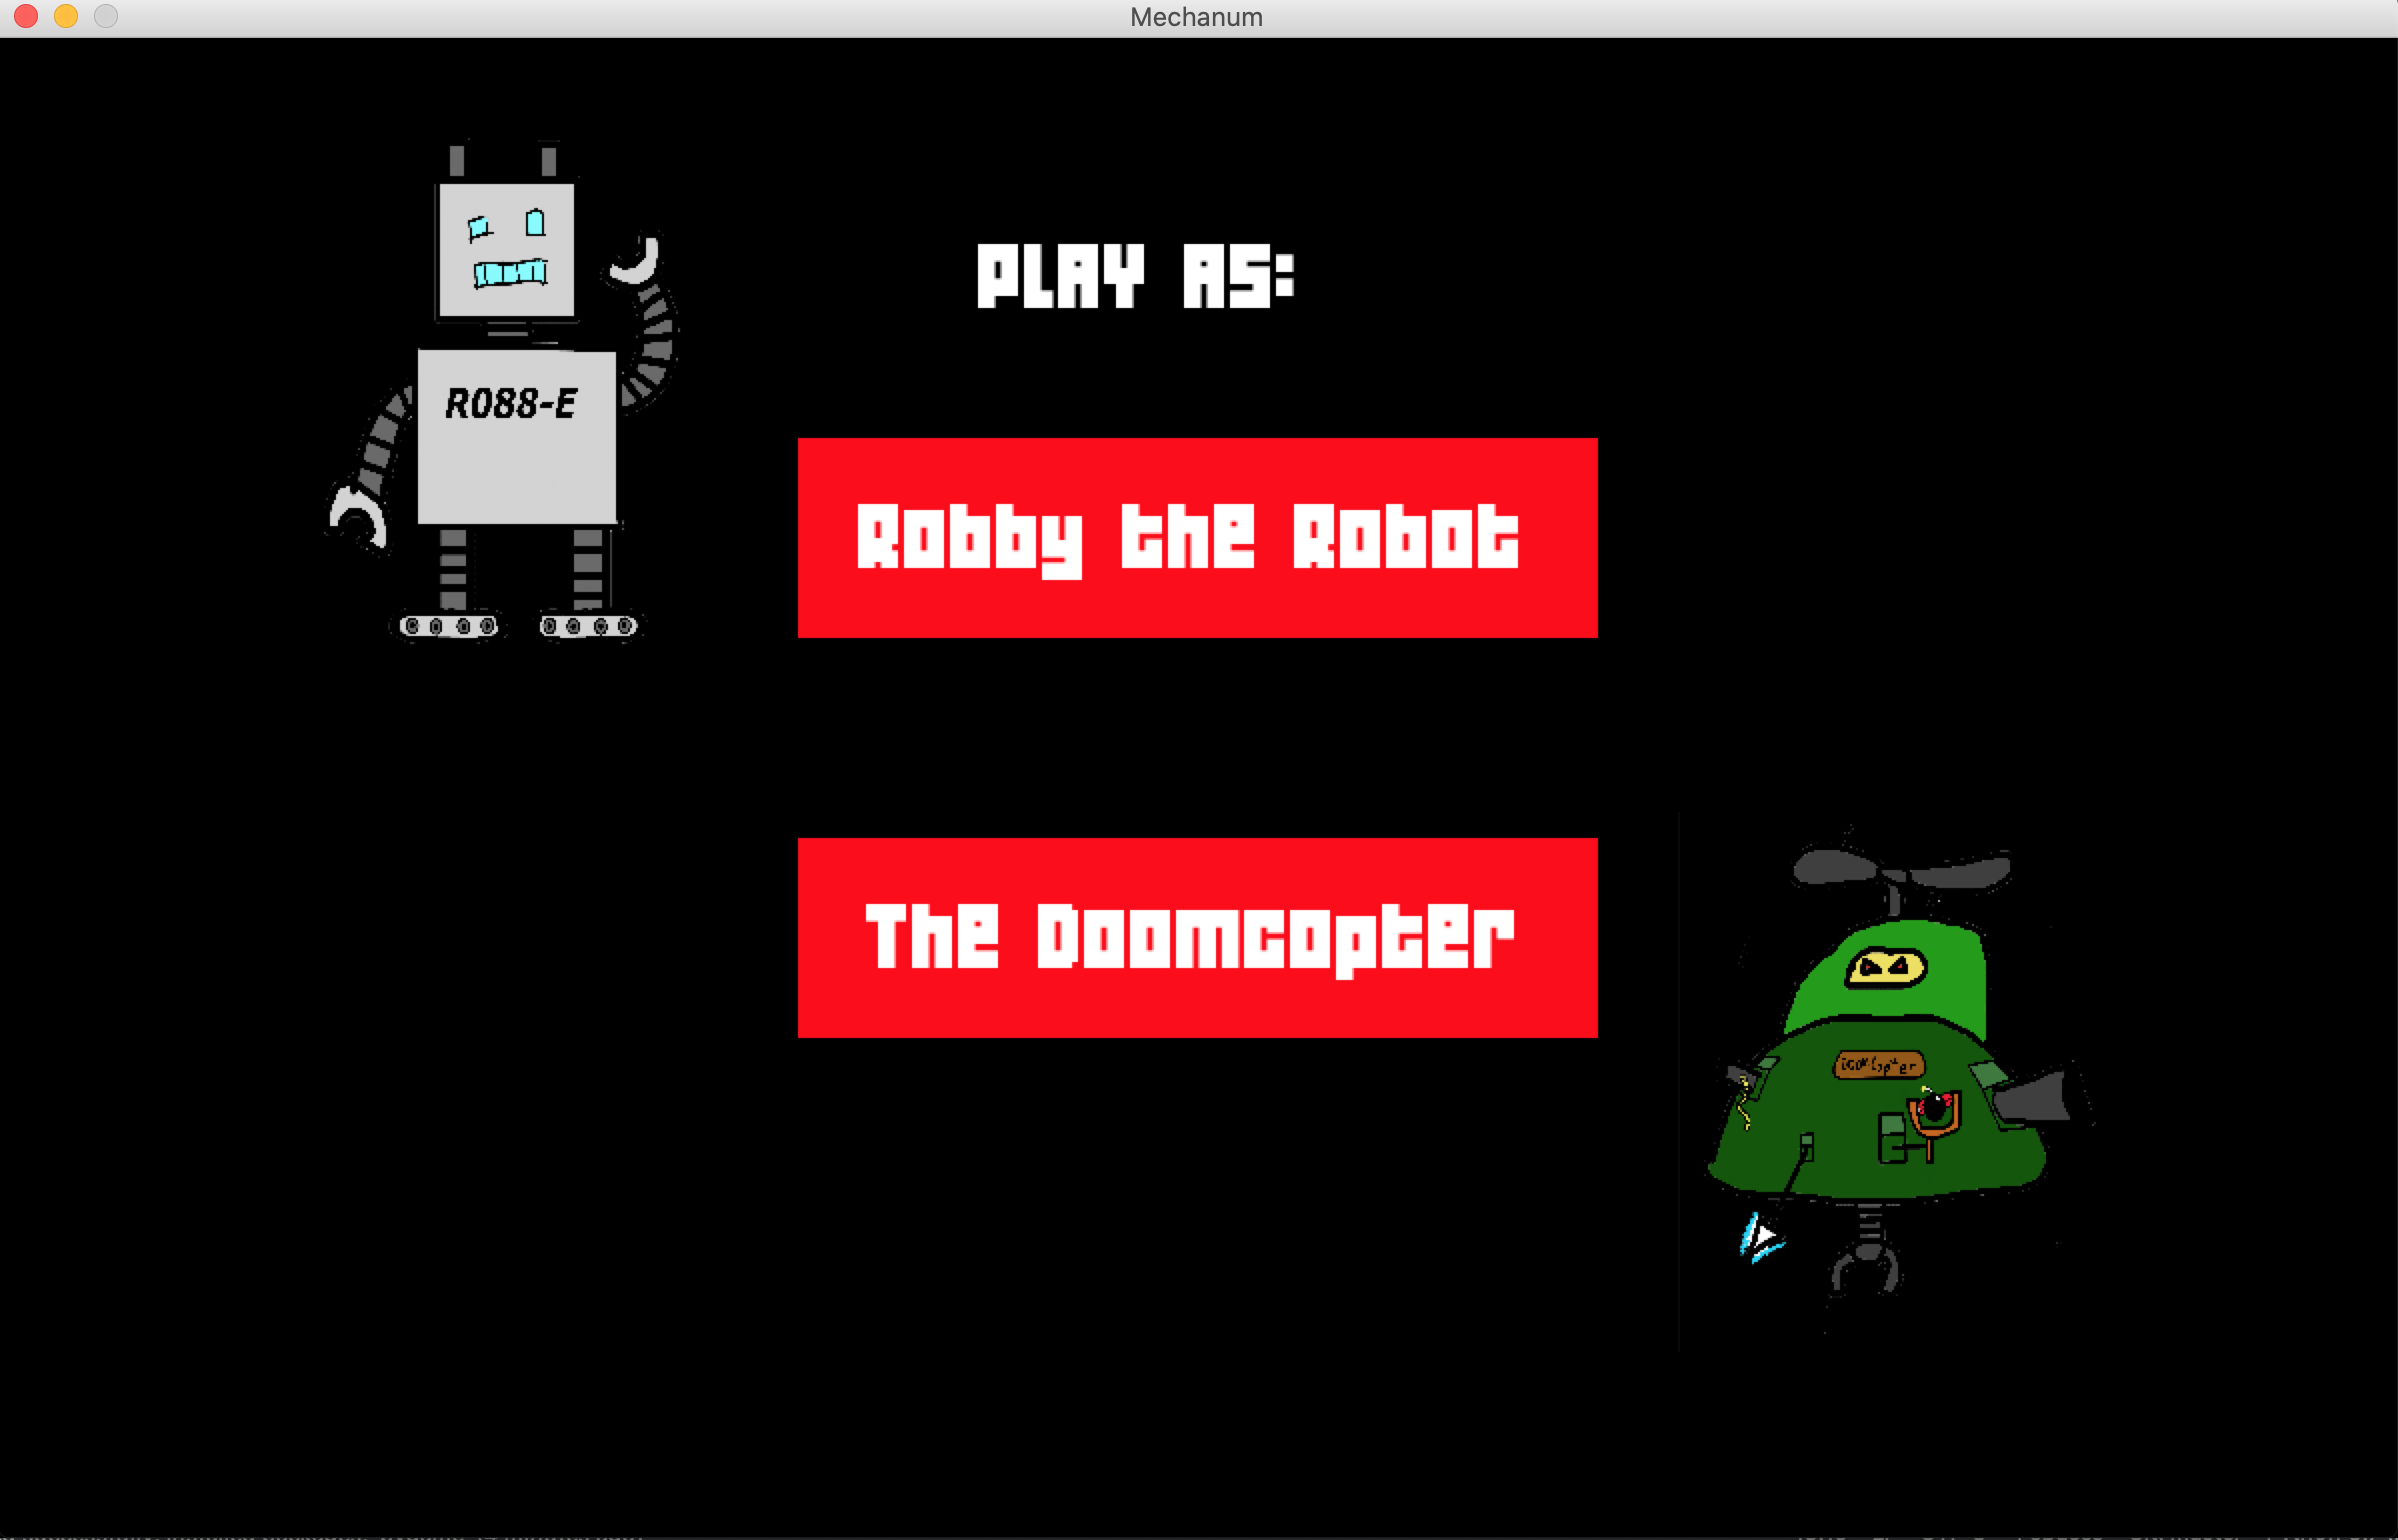 Mechanum
PLAY AS:
R088-E
Robby the Robot
The Doomcopter